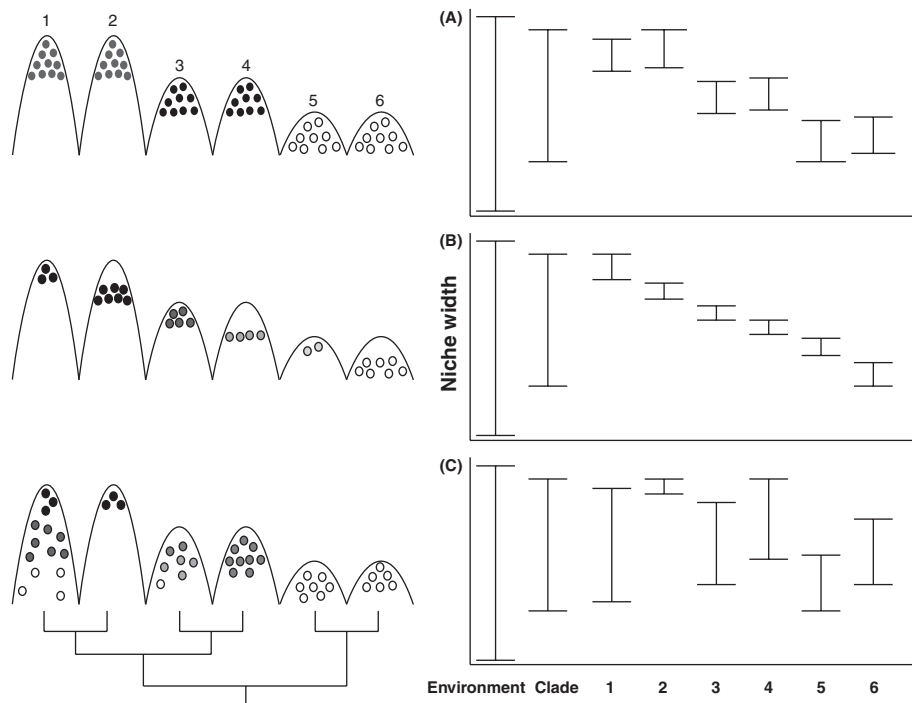 1 2
3 4
5 6
(A)
(B)
(C)
Niche width
Environment Clade 1 2 3 4 5 6